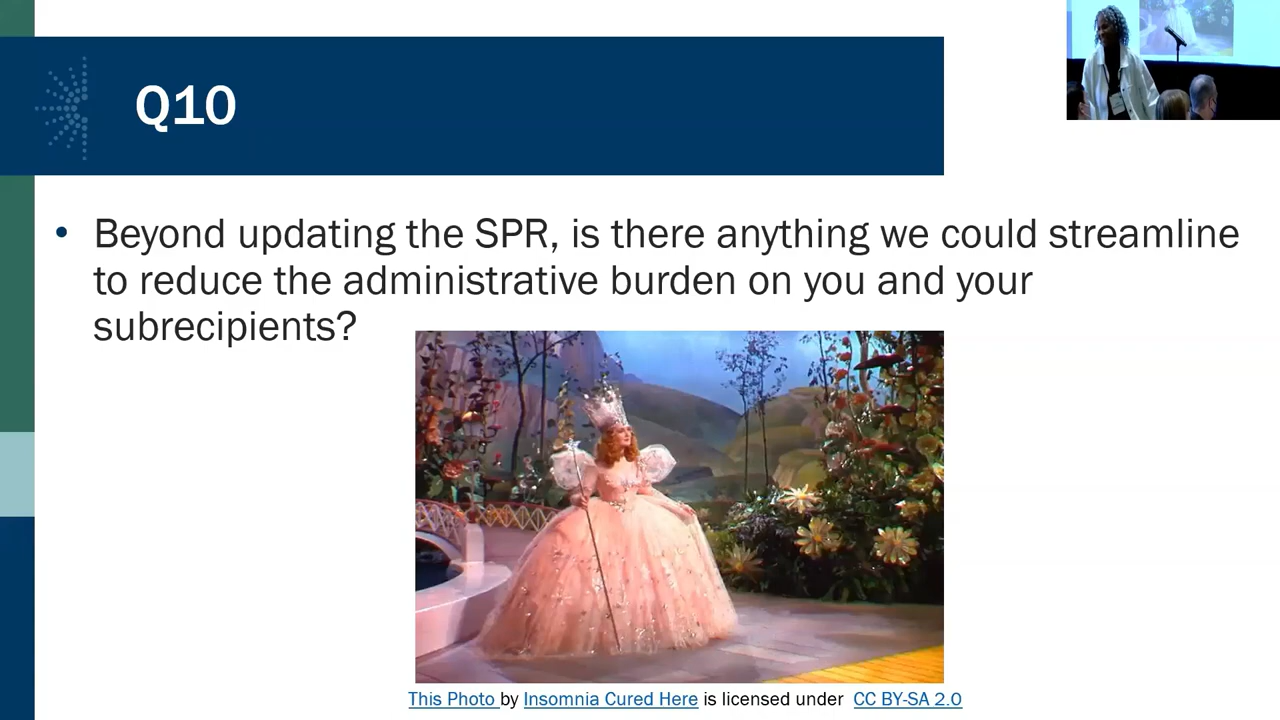 Q10
• Beyond updating the SPR, is there anything we could streamline
to reduce the administrative burden on you and your
subrecipients?
This Photo by Insomnia Cured Here is licensed under CC BY-SA 2.0